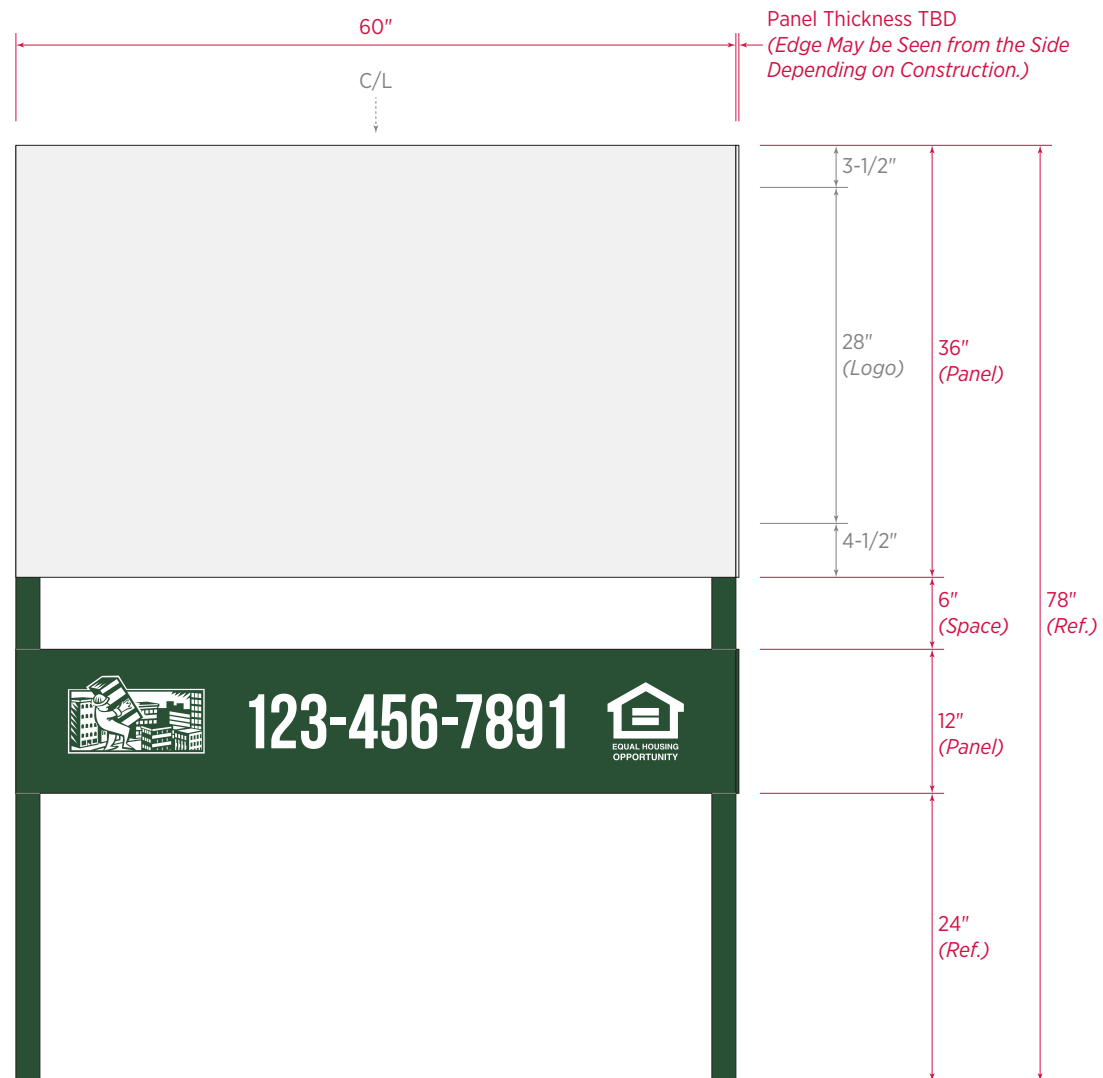 60"
Panel Thickness TBD
(Edge May be Seen from the Side
Depending on Construction.)
C/L
3-1/2"
28"
(Logo)
36"
(Panel)
4-1/2"
6"
(Space)
78"
(Ref.)
123-456-7891
EQUAL HOUSING
OPPORTUNITY
12"
(Panel)
24"
(Ref.)